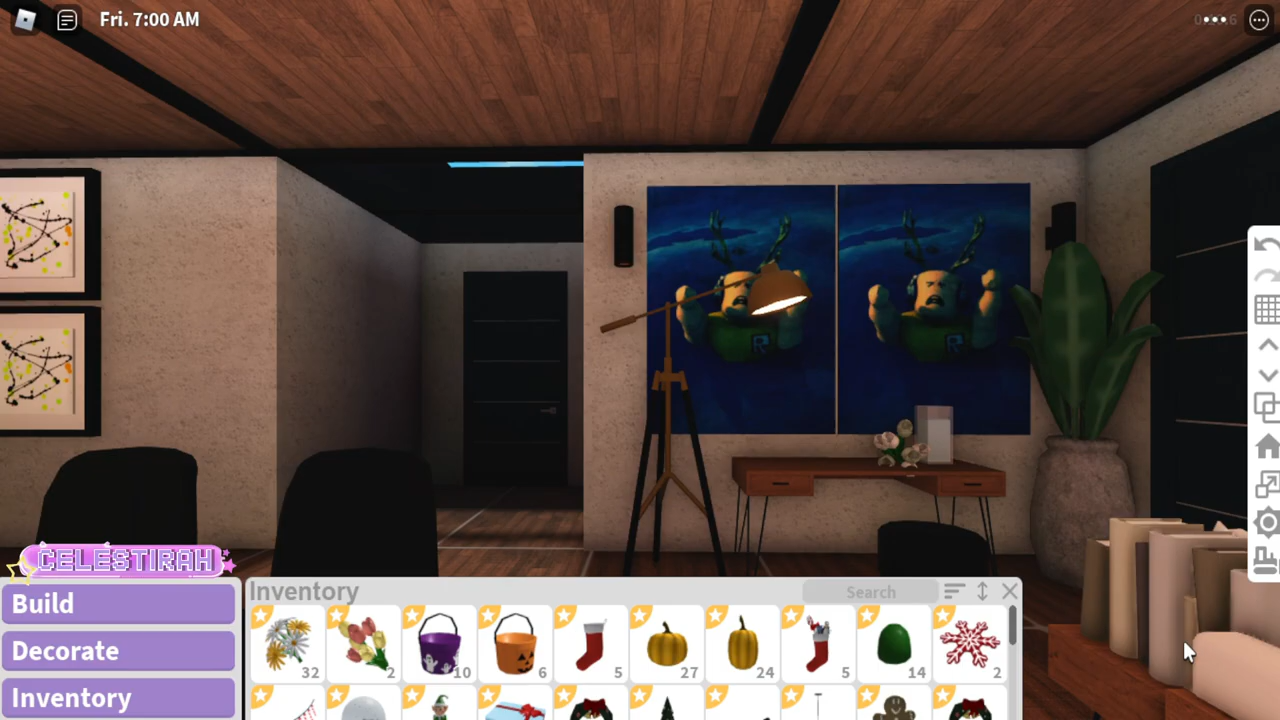 Fri. 7:00 AM
CELESTIRAH
Build
Decorate
Inventory
Inventory
Search
32
2
10
6
5
27
24
5
14
2